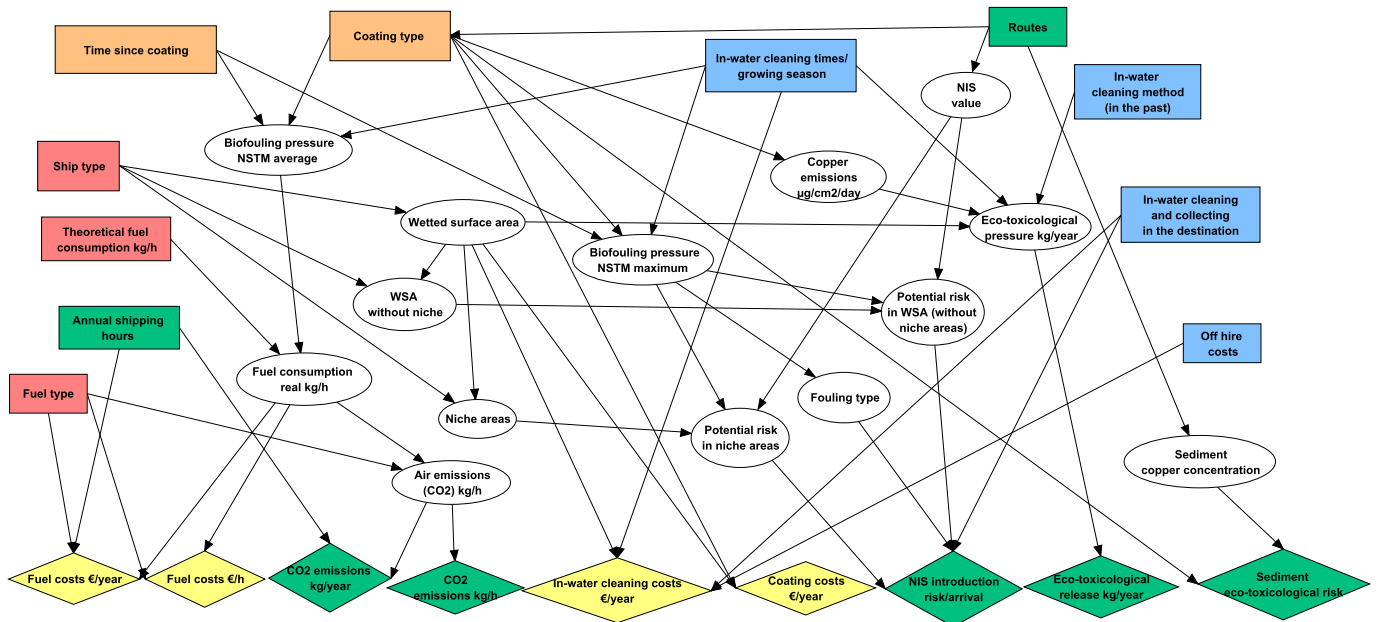 Time since coating
Coating type
Routes
In-water cleaning times/
growing season
In-water
cleaning method
(in the past)
NIS
value
Biofouling pressure
NSTM average
Ship type
Copper
emissions
µg/cm2/day
In-water cleaning
and collecting
in the destination
Wetted surface area
Eco-toxicological
pressure kg/year
Theoretical fuel
consumption kg/h
Biofouling pressure
NSTM maximum
WSA
without niche
Potential risk
in WSA (without
niche areas)
Annual shipping
hours
Off hire
costs
Fuel consumption
real kg/h
Fuel type
Fouling type
Niche areas
Potential risk
in niche areas
Sediment
copper concentration
Air emissions
(CO2) kg/h
Fuel costs €/year
Fuel costs €/h
CO2 emissions
kg/year
CO2
emissions kg/h
In-water cleaning costs
€/year
Coating costs
€/year
NIS introduction
risk/arrival
Eco-toxicological
release kg/year
Sediment
eco-toxicological risk